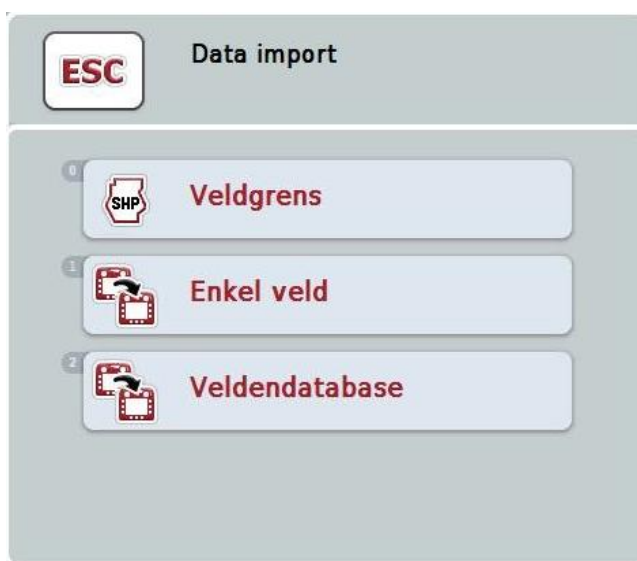 ESC
Data import
0
SHP
Veldgrens
1
Enkel veld
2
Veldendatabase